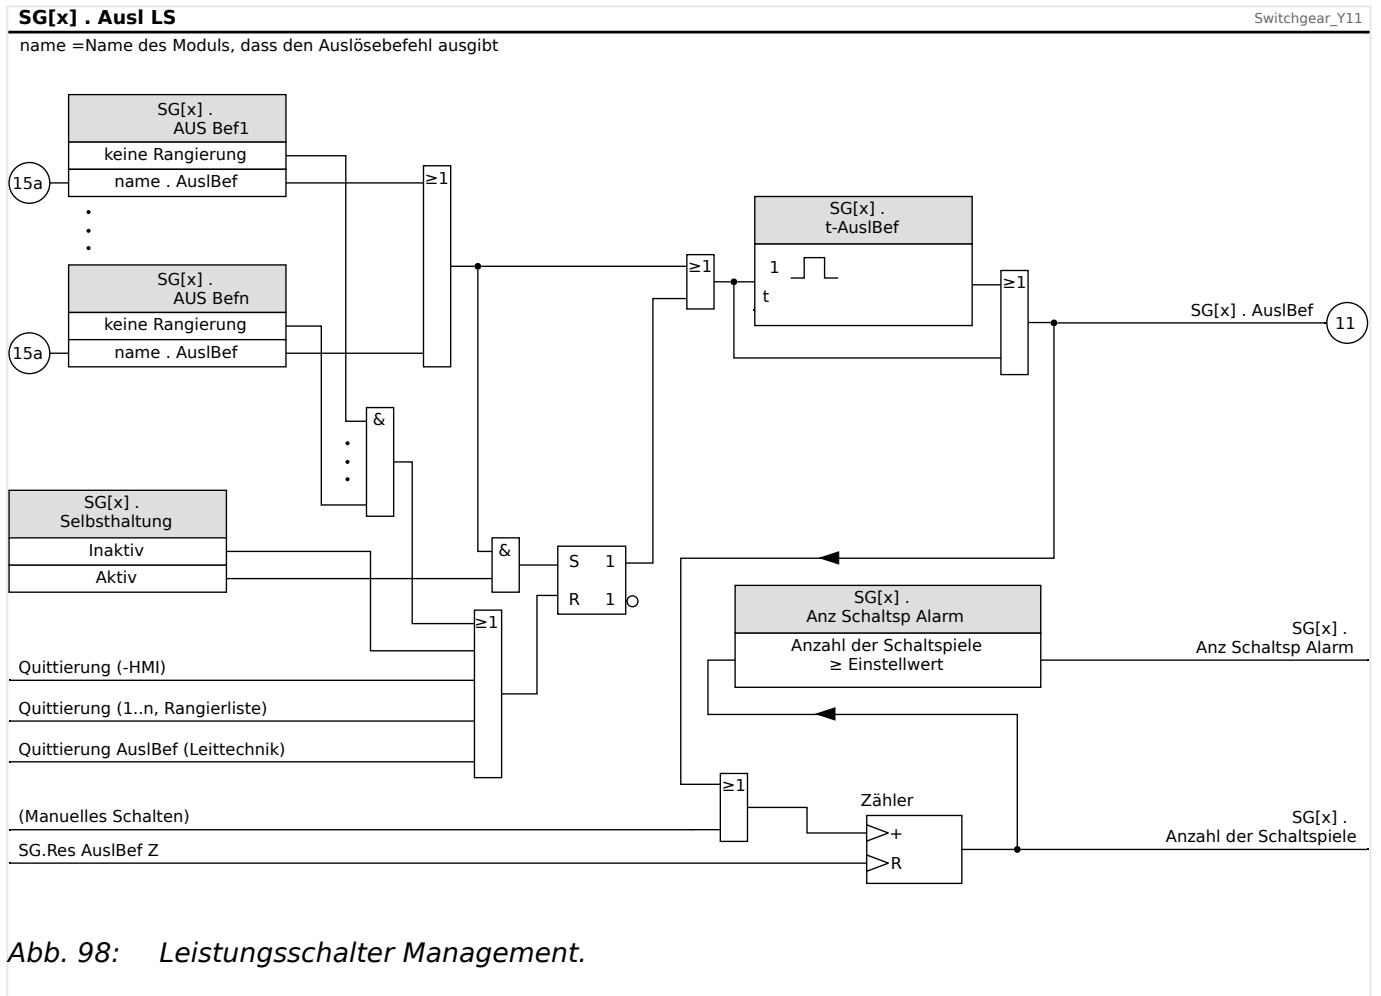 SG[x] . Ausl LS
Switchgear_Y11
name =Name des Moduls, dass den Auslösebefehl ausgibt
SG[x] .
AUS Bef1
keine Rangierung
15a
name . AuslBef
≥1
SG[x] .
t-AuslBef
1
t
≥1
≥1
SG[x] . AuslBef
11
SG[x] .
AUS Befn
keine Rangierung
15a
name . AuslBef
&
SG[x] .
Selbsthaltung
Inaktiv
Aktiv
&
S 1
R 1
≥1
Quittierung (-HMI)
Quittierung (1..n, Rangierliste)
Quittierung AuslBef (Leittechnik)
SG[x] .
Anz Schaltsp Alarm
Anzahl der Schaltspiele
≥ Einstellwert
SG[x] .
Anz Schaltsp Alarm
≥1
(Manuelles Schalten)
SG.Res AuslBef Z
Zähler
+
R
SG[x] .
Anzahl der Schaltspiele
Abb. 98: Leistungsschalter Management.